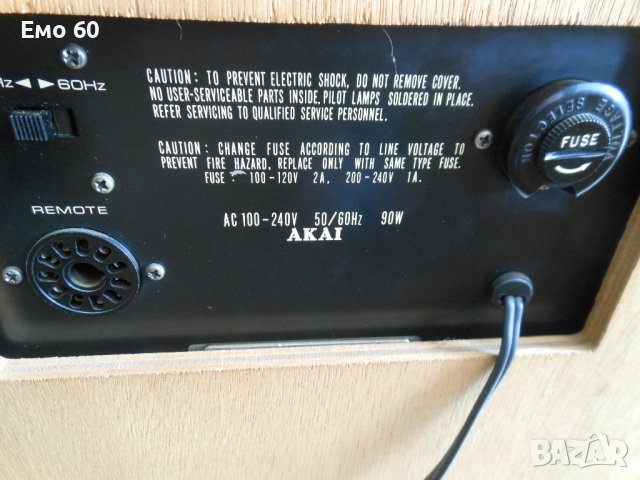 Emo 60
Hz ◄ ► 60Hz
CAUTION: TO PREVENT ELECTRIC SHOCK, DO NOT REMOVE COVER.
NO USER-SERVICEABLE PARTS INSIDE. PILOT LAMPS SOLDERED IN PLACE.
REFER SERVICING TO QUALIFIED SERVICE PERSONNEL.
CAUTION: CHANGE FUSE ACCORDING TO LINE VOLTAGE TO
PREVENT FIRE HAZARD, REPLACE ONLY WITH SAME TYPE FUSE.
FUSE: 100-120V 2A, 200-240V 1A.
SELECTOR
FUSE
REMOTE
AC 100-240V 50/60Hz 90W
AKAI
BAZAR